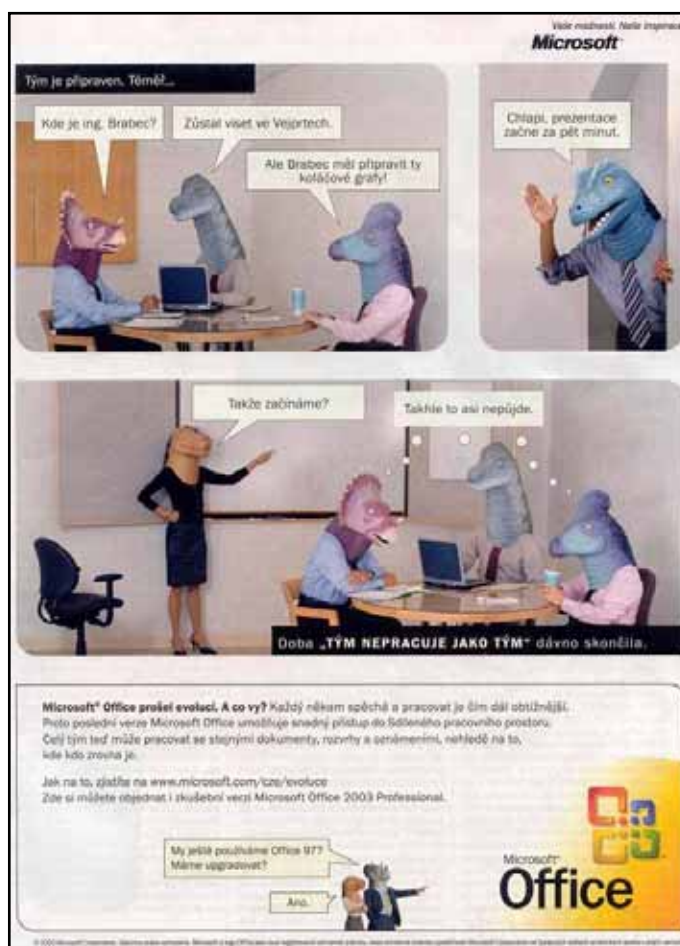 Vaše možnosti. Naše inspirace.
Microsoft
Tým je připraven. Téměř...
Kde je ing. Brabec?
Zůstal viset ve Vejprtech.
Ale Brabec měl připravit ty
koláčové grafy!
Chlapi, prezentace
začne za pět minut.
Takže začínáme?
Takhle to asi nepůjde.
Doba „TÝM NEPRACUJE JAKO TÝM“ dávno skončila.
Microsoft® Office prošel evolucí. A co vy? Každý někam spěchá a pracovat je čím dál obtížnější.
Proto poslední verze Microsoft Office umožňuje snadný přístup do Sdíleného pracovního prostoru.
Celý tým teď může pracovat se stejnými dokumenty, rozvrhy a oznámeními, nehledě na to,
kde kdo zrovna je.
Jak na to, zjistíte na www.microsoft.com/cze/evoluce
Zde si můžete objednat i zkušební verzi Microsoft Office 2003 Professional.
My ještě používáme Office 97?
Máme upgradovat?
Ano.
Microsoft
Office